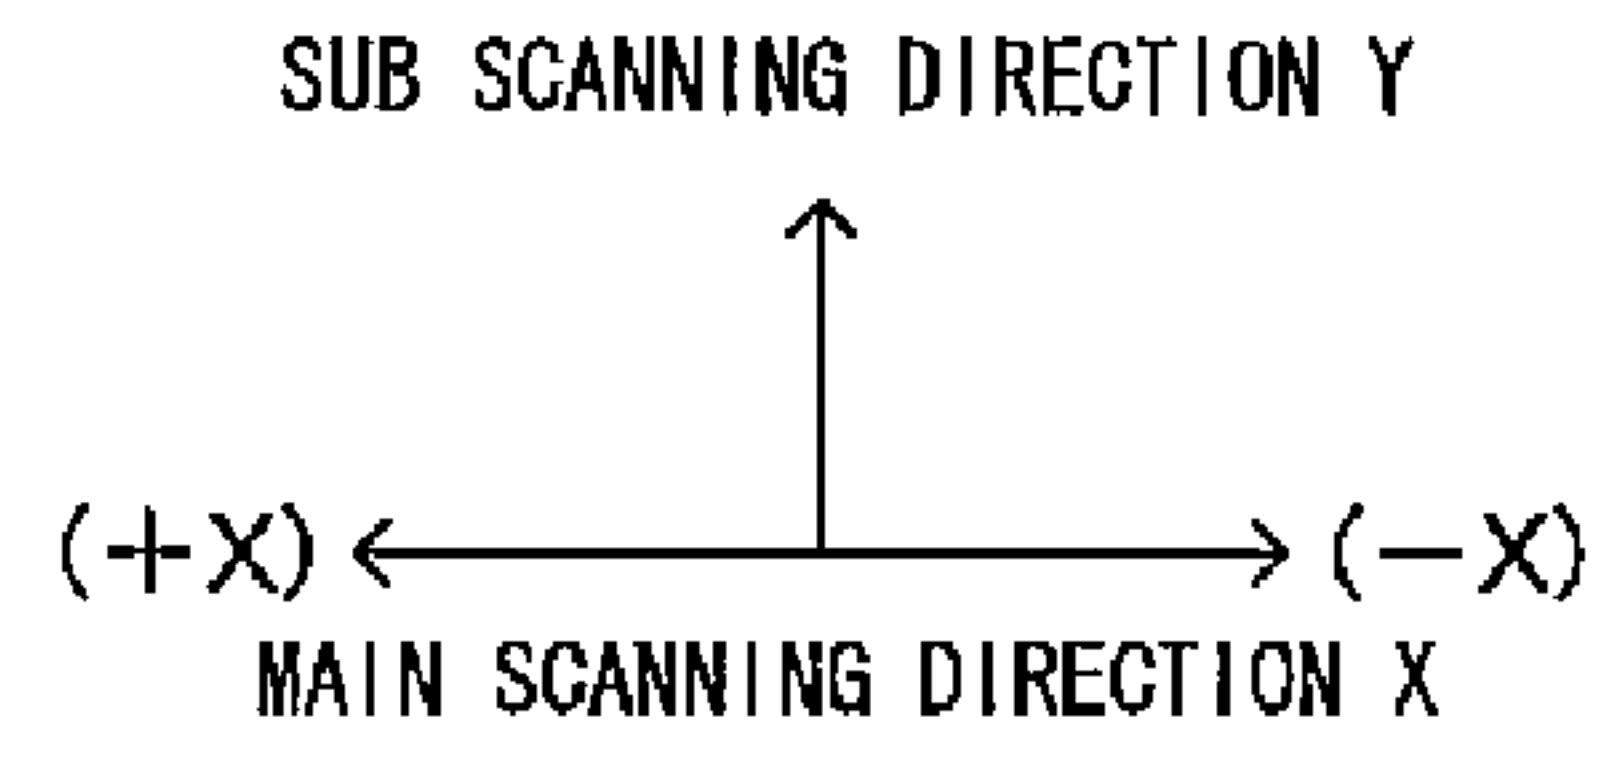 SUB SCANNING DIRECTION Y
(+X) (−X)
MAIN SCANNING DIRECTION X